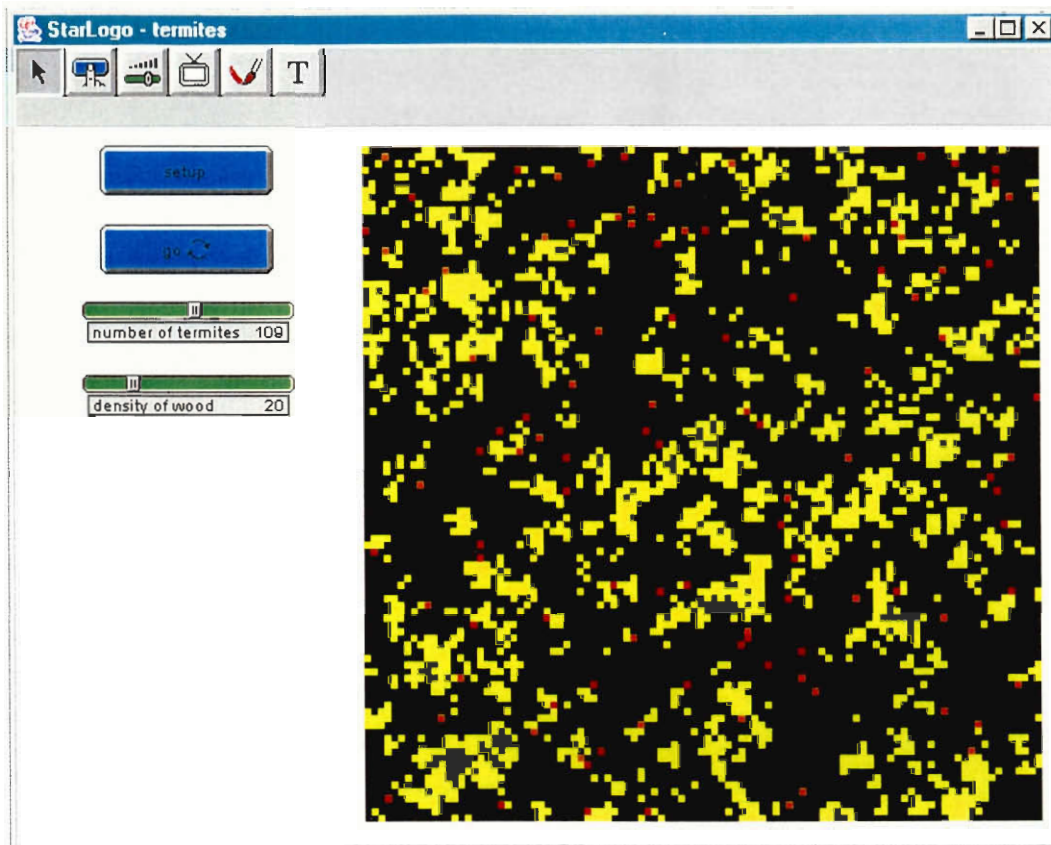 StarLogo - termites
T
setup
go
number of termites 109
density of wood 20